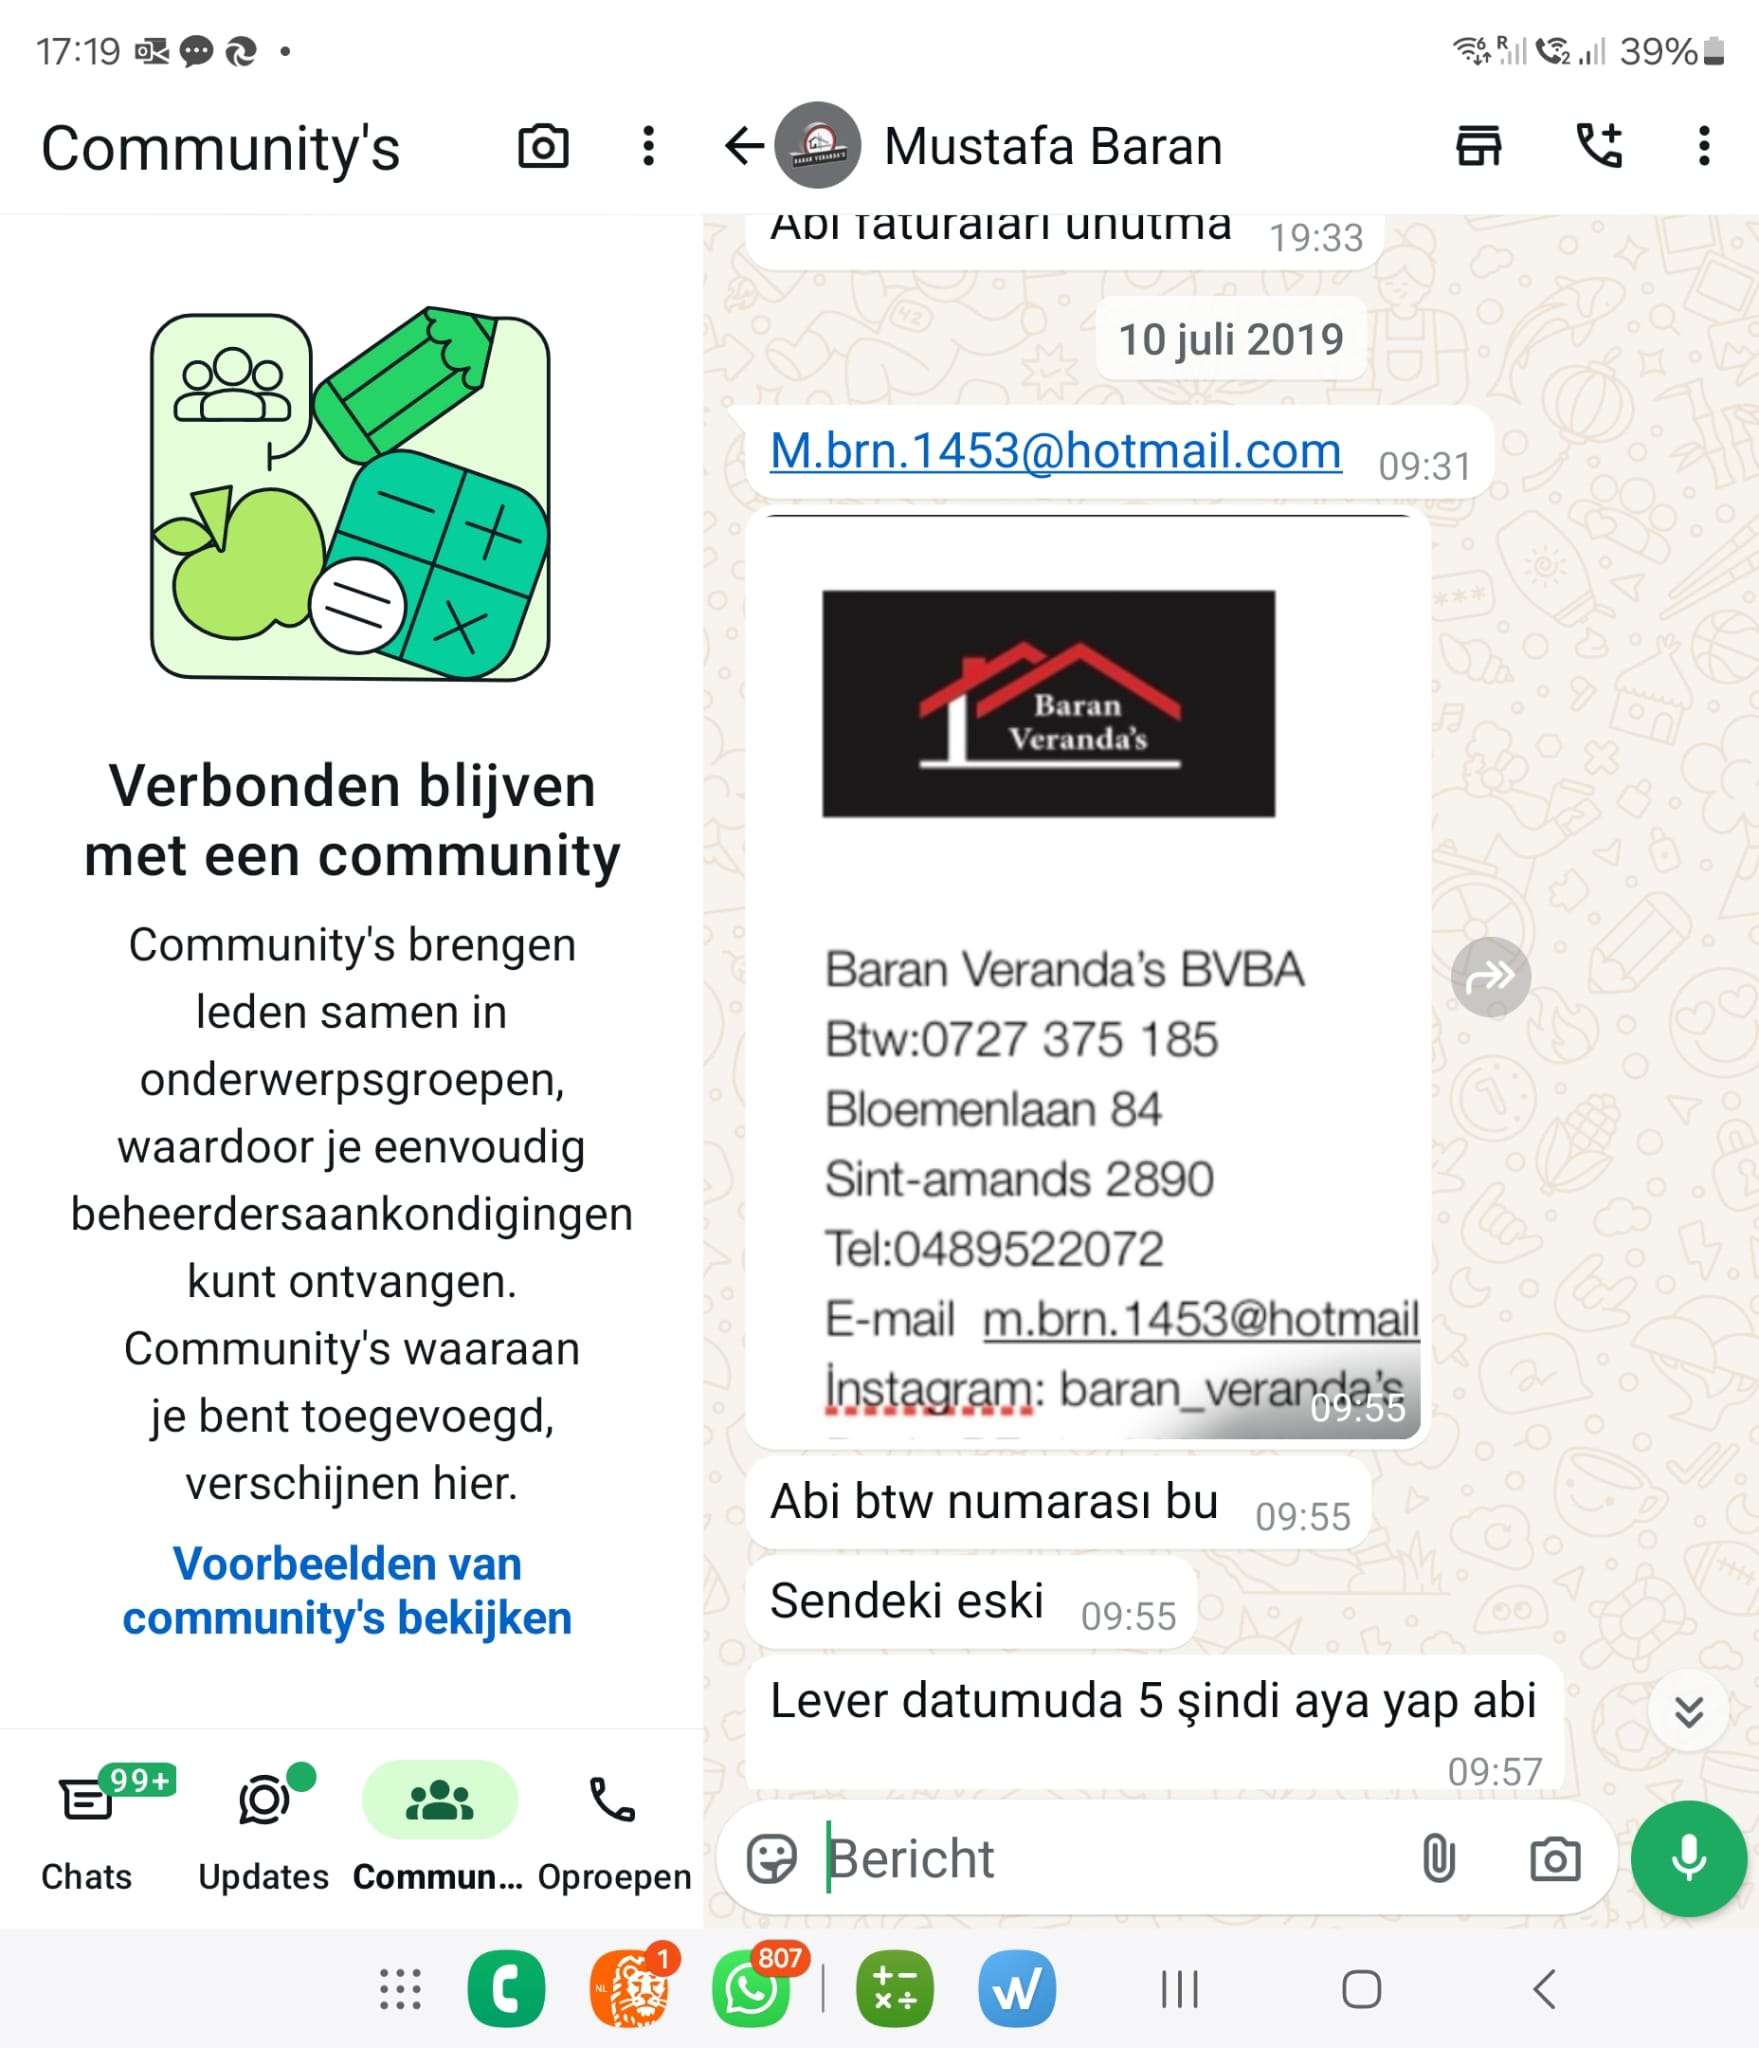 17:19
39%
Community's
Verbonden blijven
met een community
Community's brengen
leden samen in
onderwerpsgroepen,
waardoor je eenvoudig
beheerdersaankondigingen
kunt ontvangen.
Community's waaraan
je bent toegevoegd,
verschijnen hier.
Voorbeelden van
community's bekijken
99+
Chats
Updates
Commun...
Oproepen
Mustafa Baran
Abi faturaları unutma 19:33
10 juli 2019
M.brn.1453@hotmail.com 09:31
Baran
Veranda's
Baran Veranda's BVBA
Btw:0727 375 185
Bloemenlaan 84
Sint-amands 2890
Tel:0489522072
E-mail m.brn.1453@hotmail
İnstagram: baran_veranda's
09:55
Abi btw numarası bu 09:55
Sendeki eski 09:55
Lever datumuda 5 şindi aya yap abi
09:57
Bericht
NL
1
807